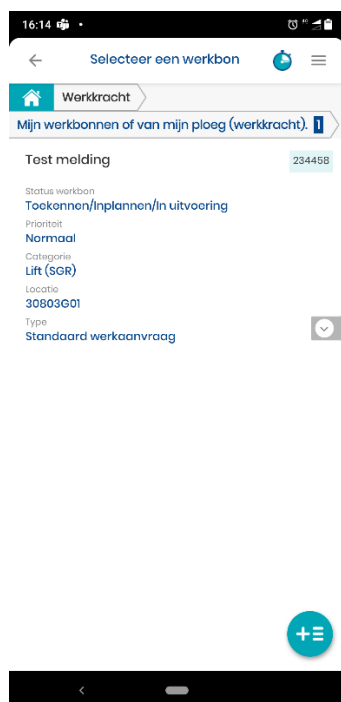 16:14
Selecteer een werkbon
Werkkracht
Mijn werkbonnen of van mijn ploeg (werkkracht). 1
Test melding 234458
Status werkbon
Toekennen/Inplannen/In uitvoering
Prioriteit
Normaal
Categorie
Lift (SGR)
Locatie
30803G01
Type
Standaard werkaanvraag